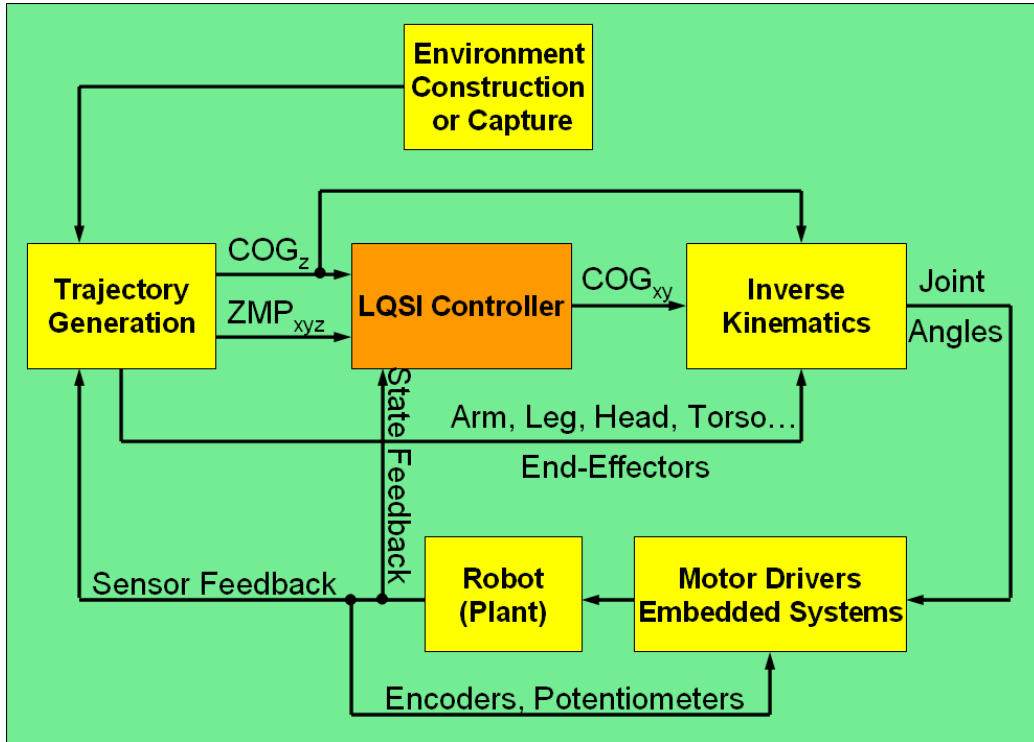 Environment
Construction
or Capture
COGz
ZMPxyz
Trajectory
Generation
LQSI Controller
COGxy
Inverse
Kinematics
Joint
Angles
State Feedback
Arm, Leg, Head, Torso…
End-Effectors
Sensor Feedback
Robot
(Plant)
Motor Drivers
Embedded Systems
Encoders, Potentiometers